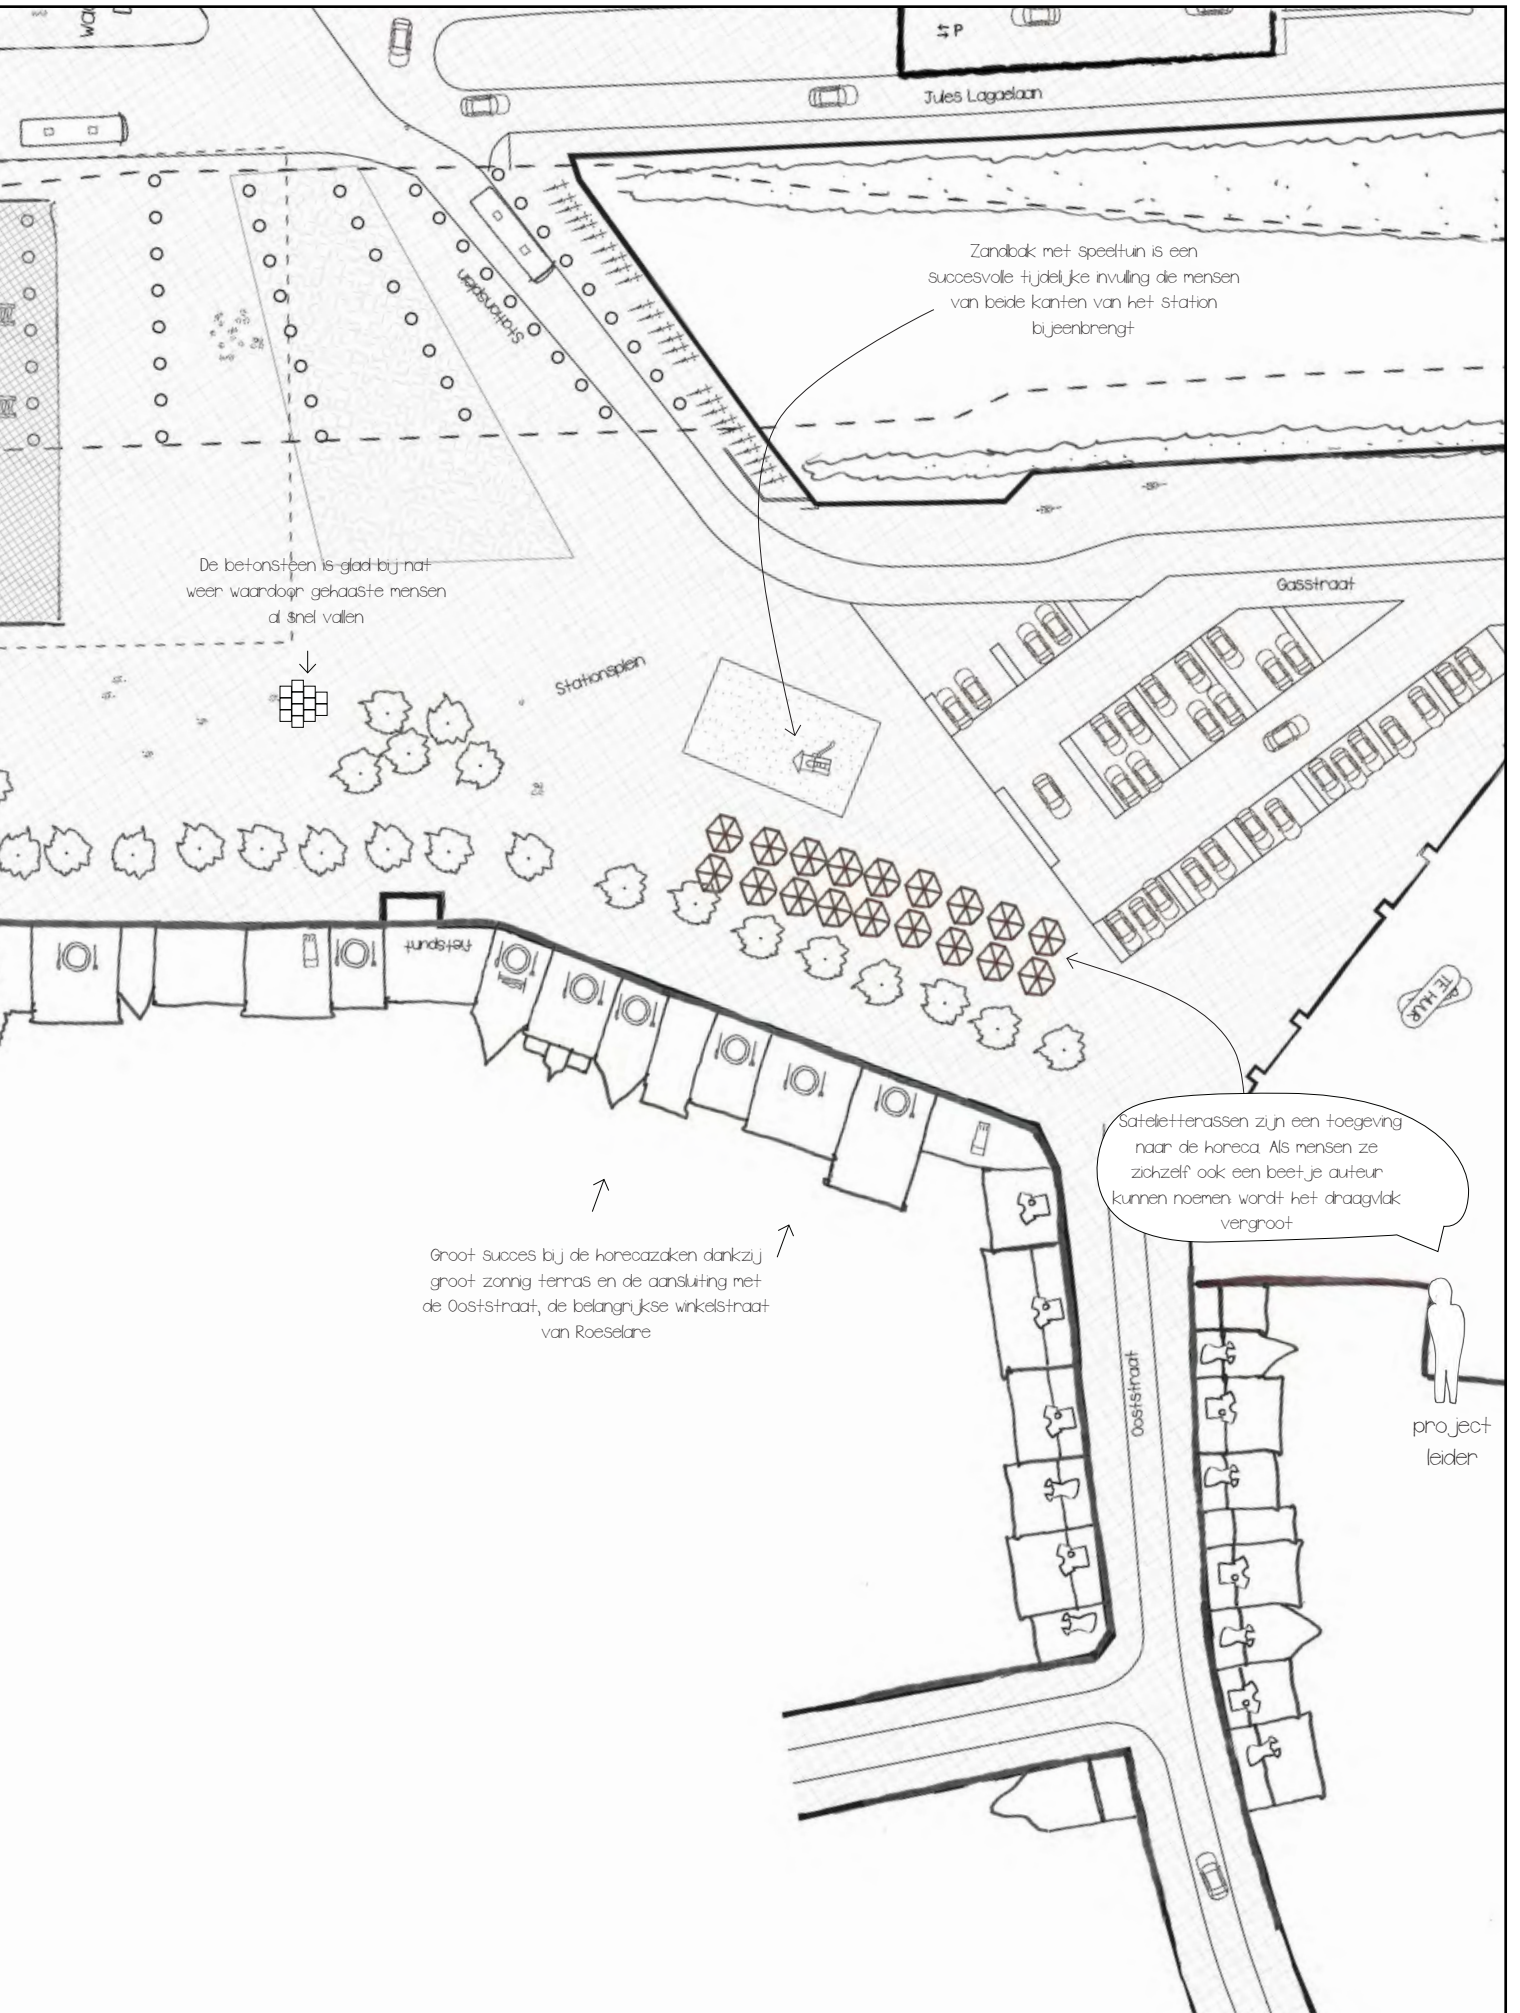 P
Jules Lagaelaan
Zandbak met speeltuin is een
succesvolle tijdelijke invulling die mensen
van beide kanten van het station
bijeenbrengt
Stationsplein
De betonsteen is glad bij nat
weer waardoor gehaaste mensen
al snel vallen
Gasstraat
Stationsplein
fietspunt
TE HUUR
Satelietterassen zijn een toegeving
naar de horeca. Als mensen ze
zichzelf ook een beetje auteur
kunnen noemen: wordt het draagvlak
vergroot
Groot succes bij de horecazaken dankzij
groot zonnig terras en de aansluiting met
de Ooststraat, de belangrijkse winkelstraat
van Roeselare
Ooststraat
project
leider